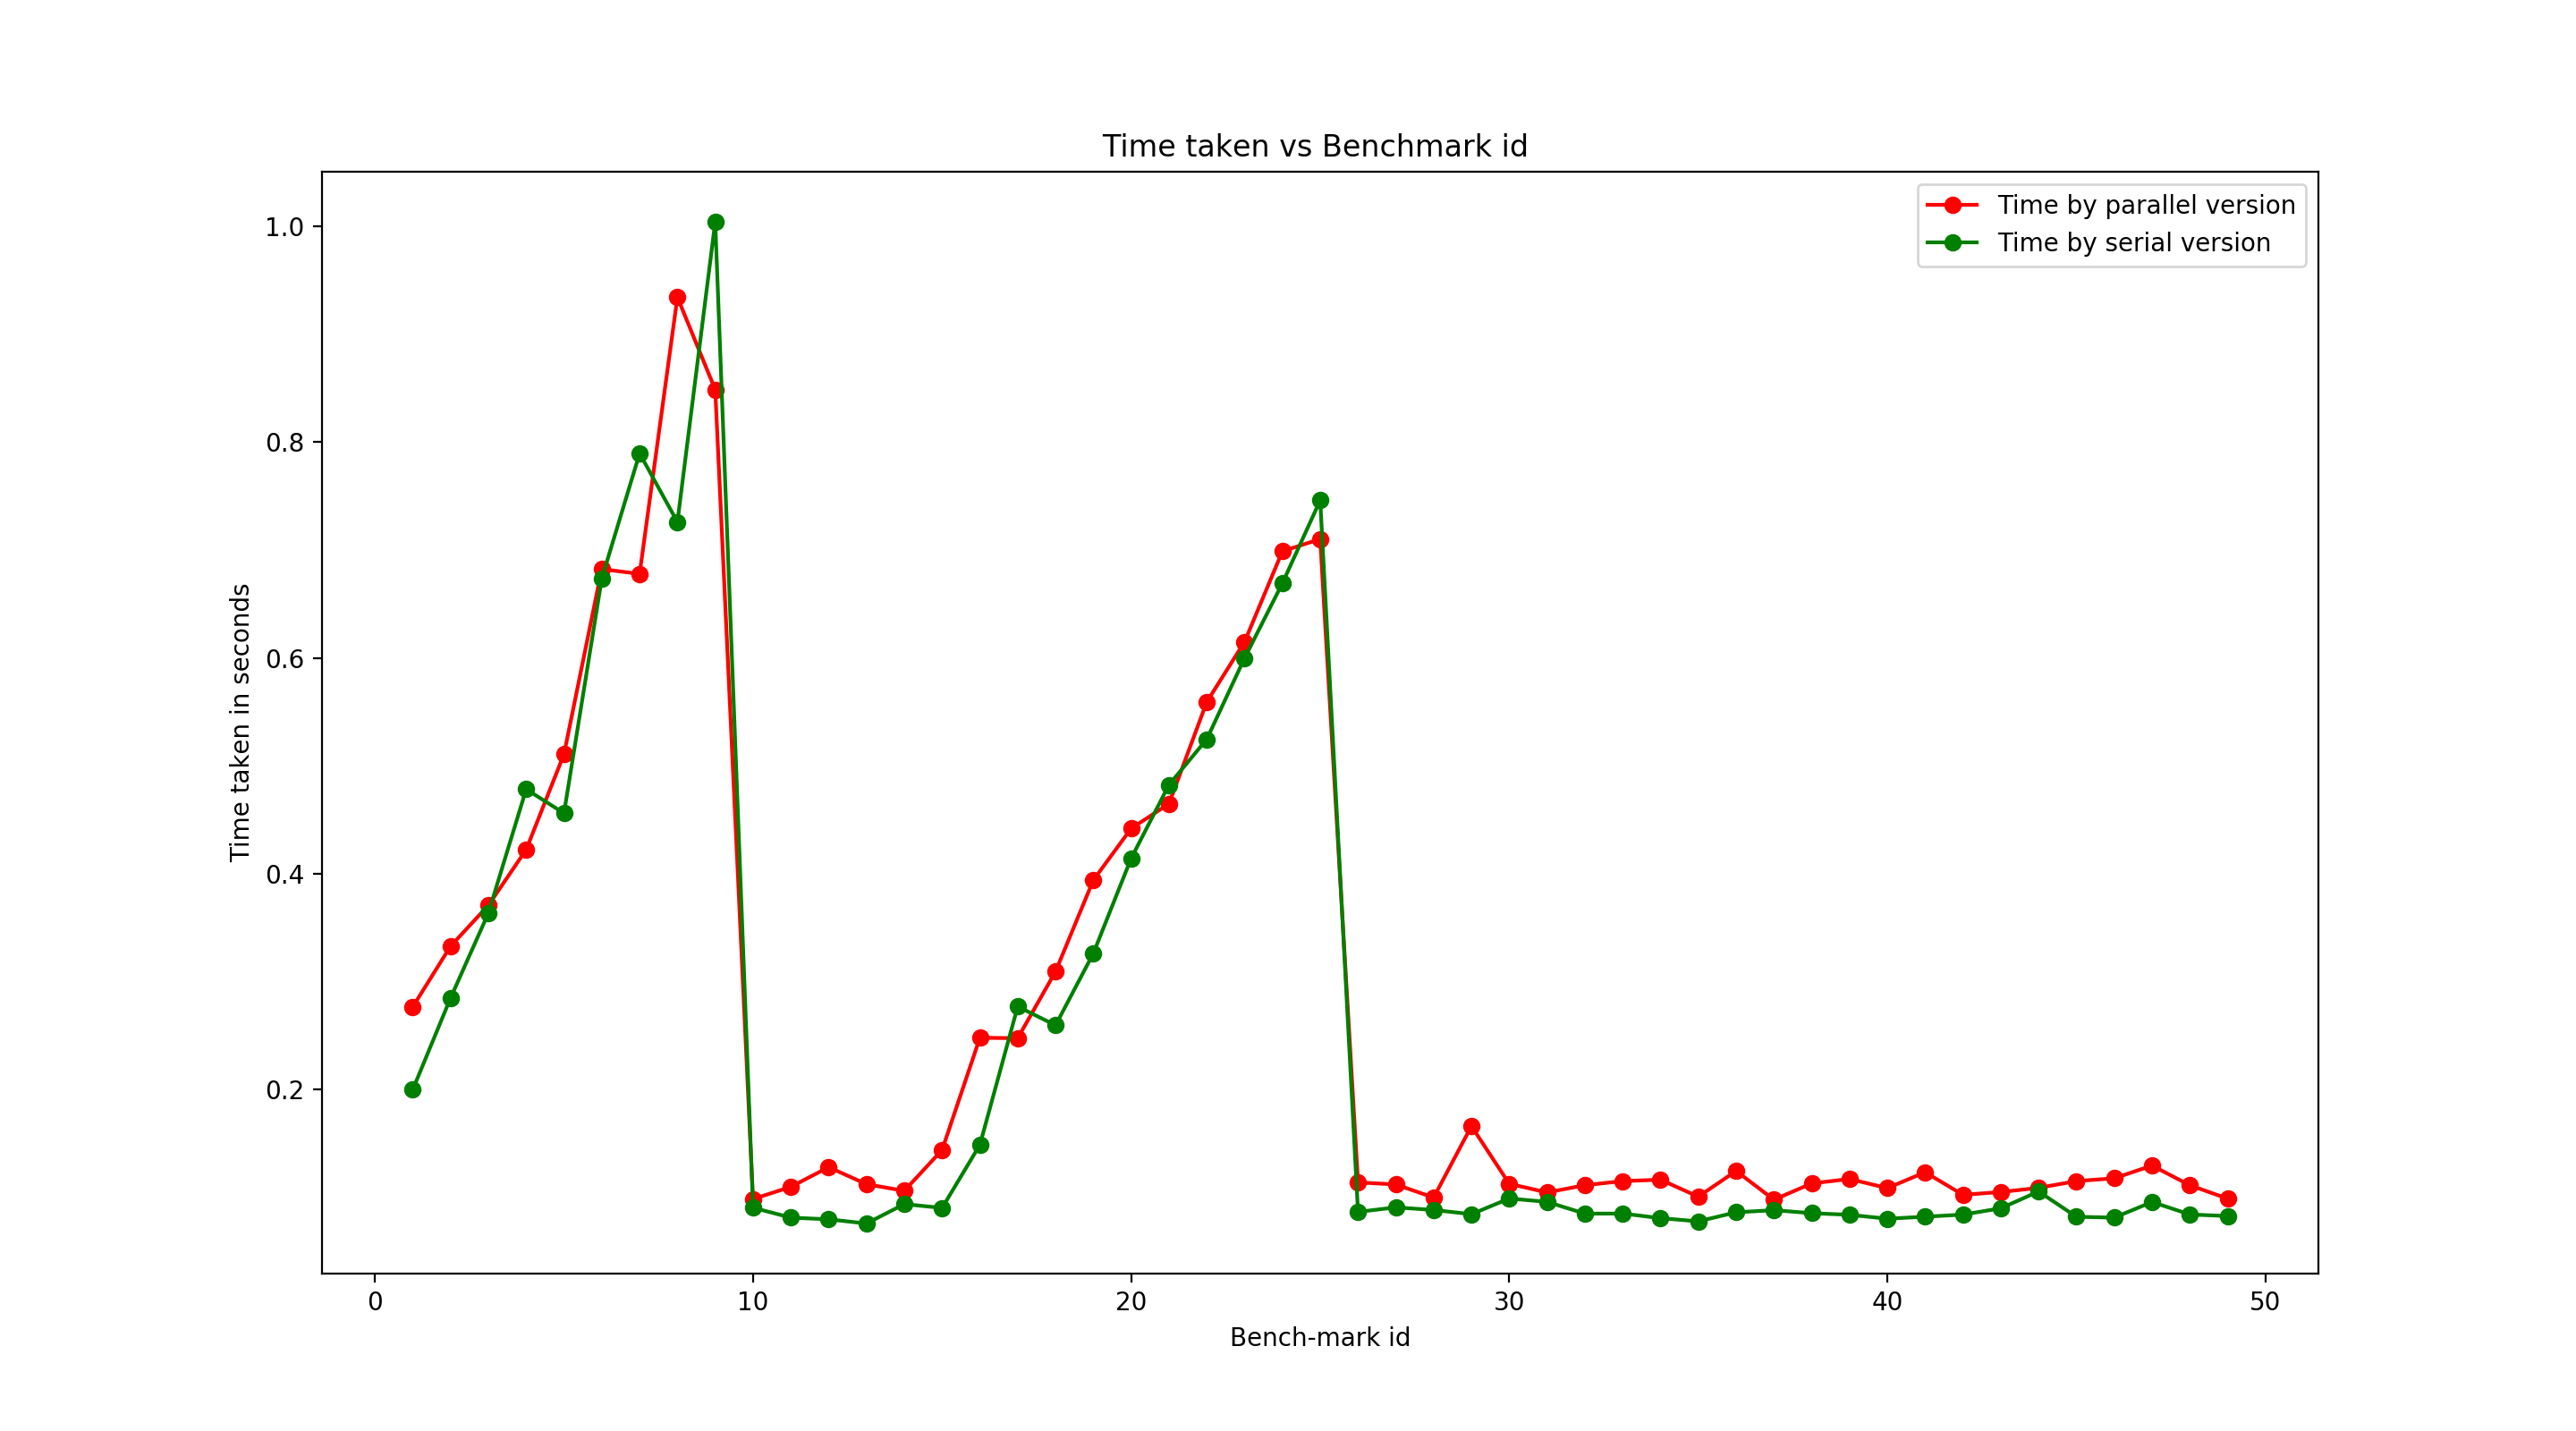 Time taken vs Benchmark id
Time by parallel version
Time by serial version
1.0
0.8
0.6
0.4
0.2
Time taken in seconds
0 10 20 30 40 50
Bench-mark id